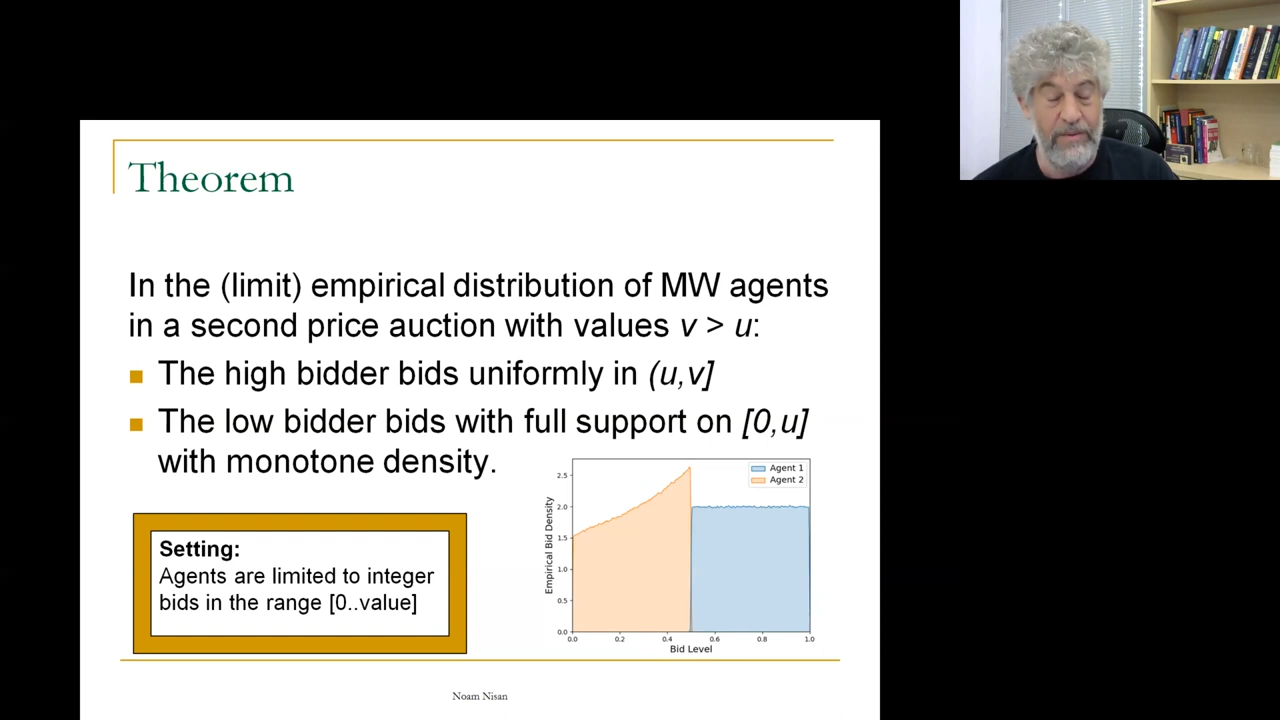 Theorem
In the (limit) empirical distribution of MW agents
in a second price auction with values v > u:
The high bidder bids uniformly in (u,v]
The low bidder bids with full support on [0,u]
with monotone density.
Setting:
Agents are limited to integer
bids in the range [0..value]
Agent 1
Agent 2
Empirical Bid Density
2.5
2.0
1.5
1.0
0.5
0.0
0.0 0.2 0.4 0.6 0.8 1.0
Bid Level
Noam Nisan